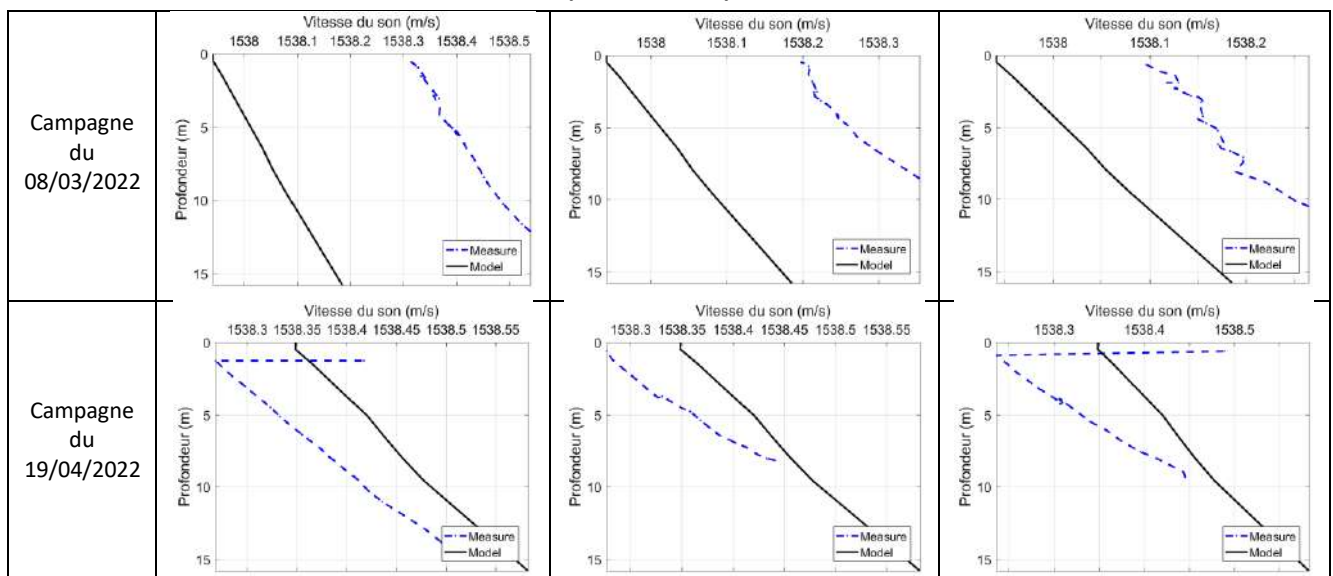 Campagne
du
08/03/2022
Vitesse du son (m/s)
1538 1538.1 1538.2 1538.3 1538.4 1538.5
Profondeur (m)
0
5
10
15
Measure
Model
Vitesse du son (m/s)
1538 1538.1 1538.2 1538.3
Profondeur (m)
0
5
10
15
Measure
Model
Vitesse du son (m/s)
1538 1538.1 1538.2
Profondeur (m)
0
5
10
15
Measure
Model
Campagne
du
19/04/2022
Vitesse du son (m/s)
1538.3 1538.35 1538.4 1538.45 1538.5 1538.55
Profondeur (m)
0
5
10
15
Measure
Model
Vitesse du son (m/s)
1538.3 1538.35 1538.4 1538.45 1538.5 1538.55
Profondeur (m)
0
5
10
15
Measure
Model
Vitesse du son (m/s)
1538.3 1538.4 1538.5
Profondeur (m)
0
5
10
15
Measure
Model